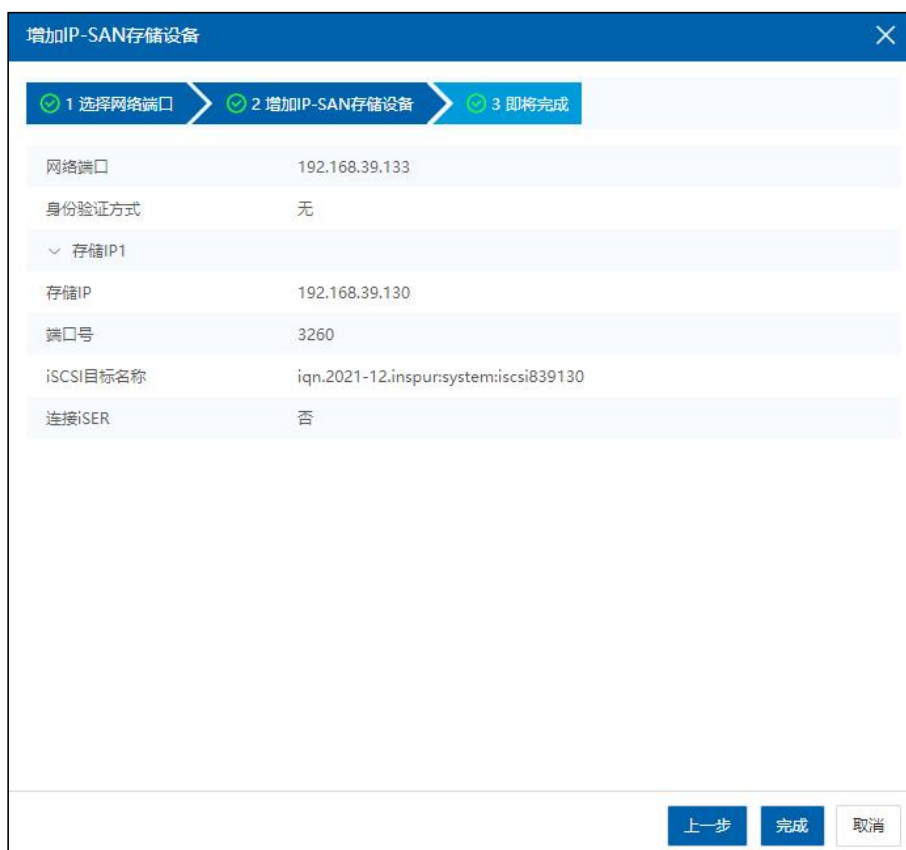 增加IP-SAN存储设备
1 选择网络端口 2 增加IP-SAN存储设备 3 即将完成
网络端口 192.168.39.133
身份验证方式 无
存储IP1
存储IP 192.168.39.130
端口号 3260
iSCSI目标名称 iqn.2021-12.inspur:system:iscsi839130
连接iSER 否
上一步 完成 取消